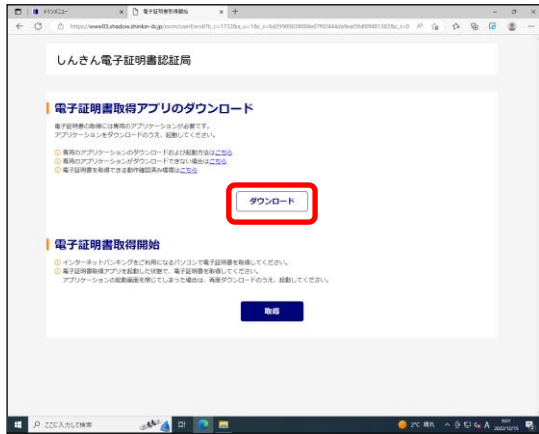 電子証明書取得開始
しんきん電子証明書認証局
電子証明書取得アプリのダウンロード
電子証明書の取得には専用のアプリケーションが必要です。
アプリケーションをダウンロードのうえ、起動してください。
専用のアプリケーションのダウンロードおよび起動方法はこちら
専用のアプリケーションがダウンロードできない場合はこちら
電子証明書を取得できる動作確認済み環境はこちら
ダウンロード
電子証明書取得開始
インターネットバンキングをご利用になるパソコンで電子証明書を取得してください。
電子証明書取得アプリを起動した状態で、電子証明書を取得してください。
アプリケーションの起動画面を閉じてしまった場合は、再度ダウンロードのうえ、起動してください。
取得
ここに入力して検索
2°C 晴れ
2022/12/15